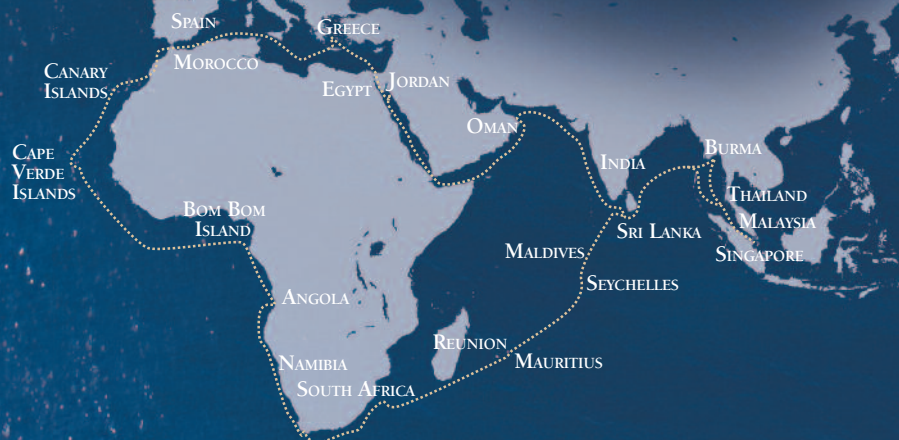 Spain
Greece
Morocco
Canary
Islands
Egypt
Jordan
Oman
Cape
Verde
Islands
India
Burma
Thailand
Bom Bom
Island
Malaysia
Sri Lanka
Maldives
Singapore
Seychelles
Angola
Reunion
Mauritius
Namibia
South Africa